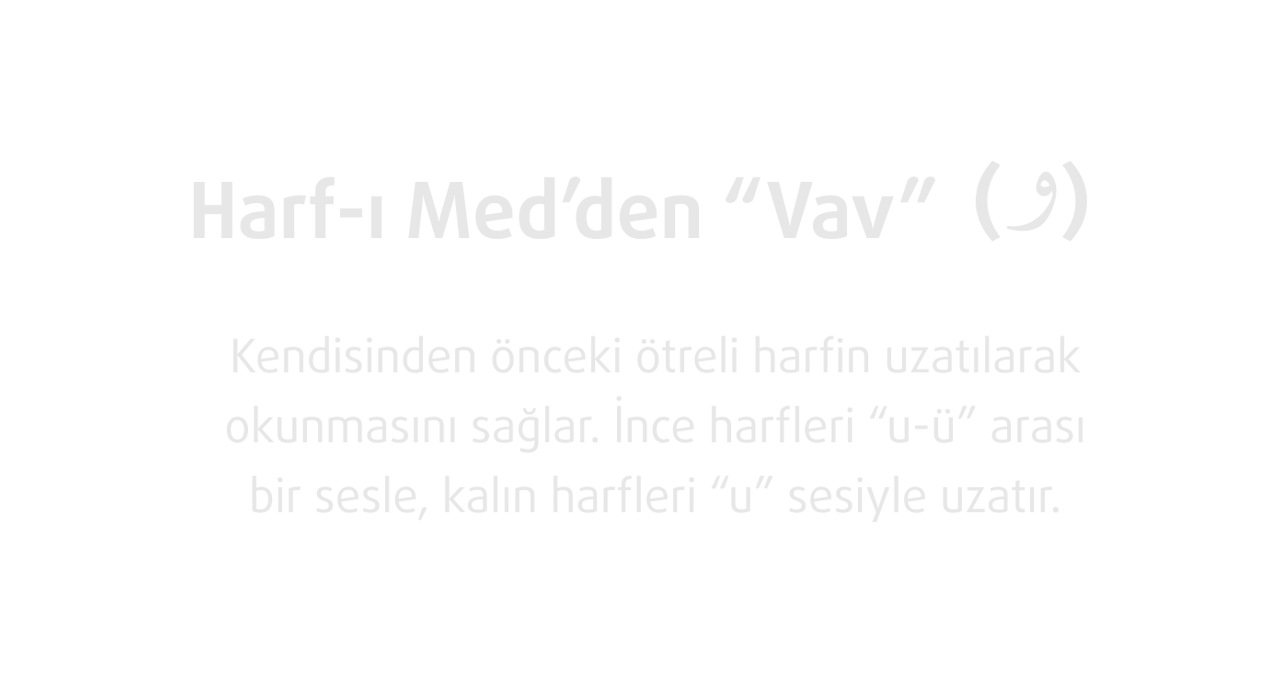 Harf-ı Med’den “Vav” (و)
Kendisinden önceki ötreli harfin uzatılarak
okunmasını sağlar. İnce harfleri “u-ü” arası
bir sesle, kalın harfleri “u” sesiyle uzatır.